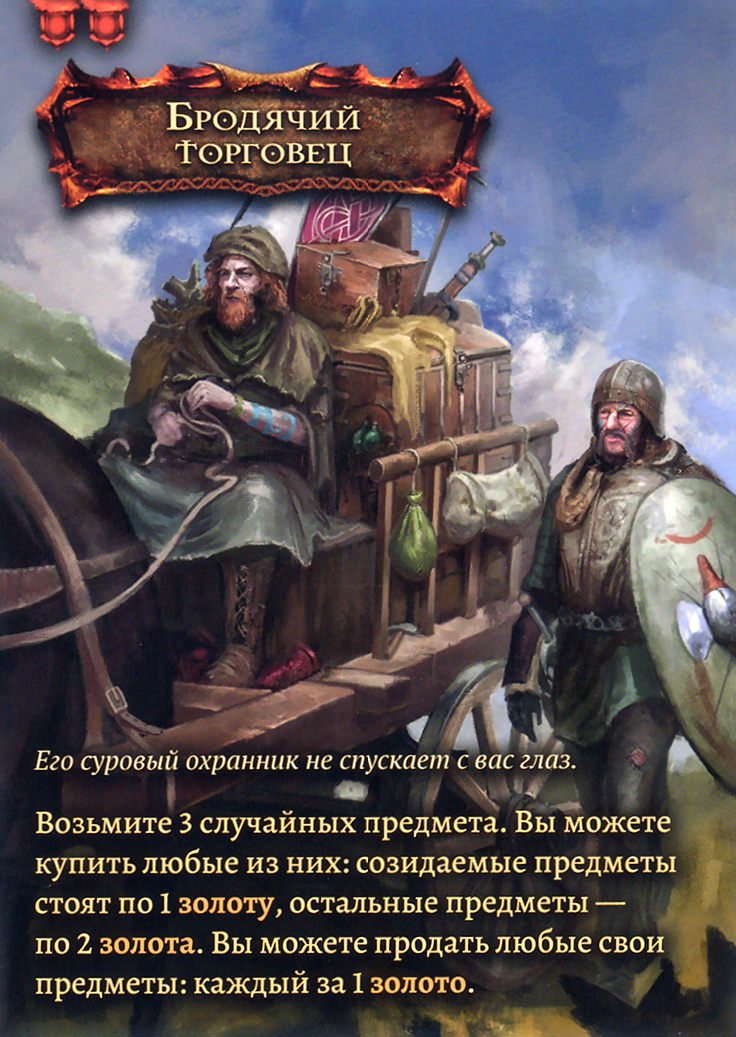 Бродячий
торговец
Его суровый охранник не спускает с вас глаз.
Возьмите 3 случайных предмета. Вы можете
купить любые из них: созидаемые предметы
стоят по 1 золоту, остальные предметы —
по 2 золота. Вы можете продать любые свои
предметы: каждый за 1 золото.